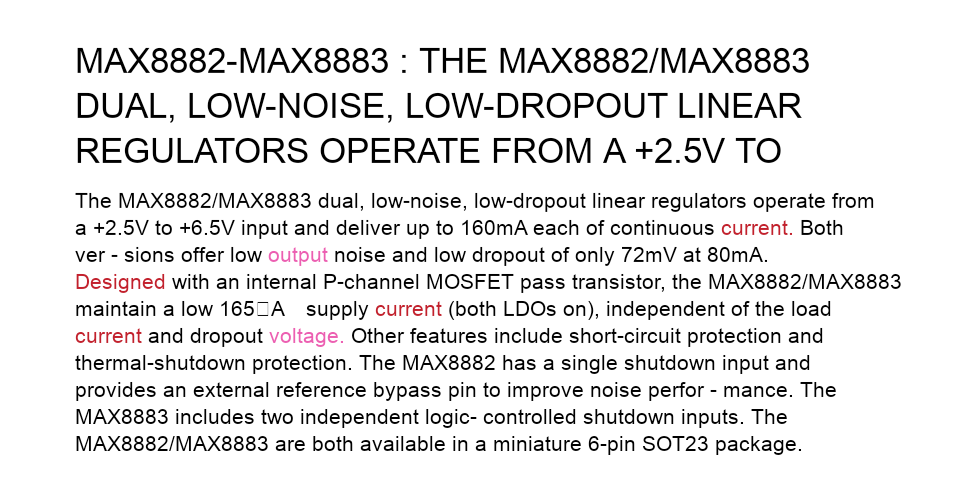 MAX8882-MAX8883 : THE MAX8882/MAX8883
DUAL, LOW-NOISE, LOW-DROPOUT LINEAR
REGULATORS OPERATE FROM A +2.5V TO
The MAX8882/MAX8883 dual, low-noise, low-dropout linear regulators operate from
a +2.5V to +6.5V input and deliver up to 160mA each of continuous current. Both
ver - sions offer low output noise and low dropout of only 72mV at 80mA.
Designed with an internal P-channel MOSFET pass transistor, the MAX8882/MAX8883
maintain a low 165□A supply current (both LDOs on), independent of the load
current and dropout voltage. Other features include short-circuit protection and
thermal-shutdown protection. The MAX8882 has a single shutdown input and
provides an external reference bypass pin to improve noise perfor - mance. The
MAX8883 includes two independent logic- controlled shutdown inputs. The
MAX8882/MAX8883 are both available in a miniature 6-pin SOT23 package.